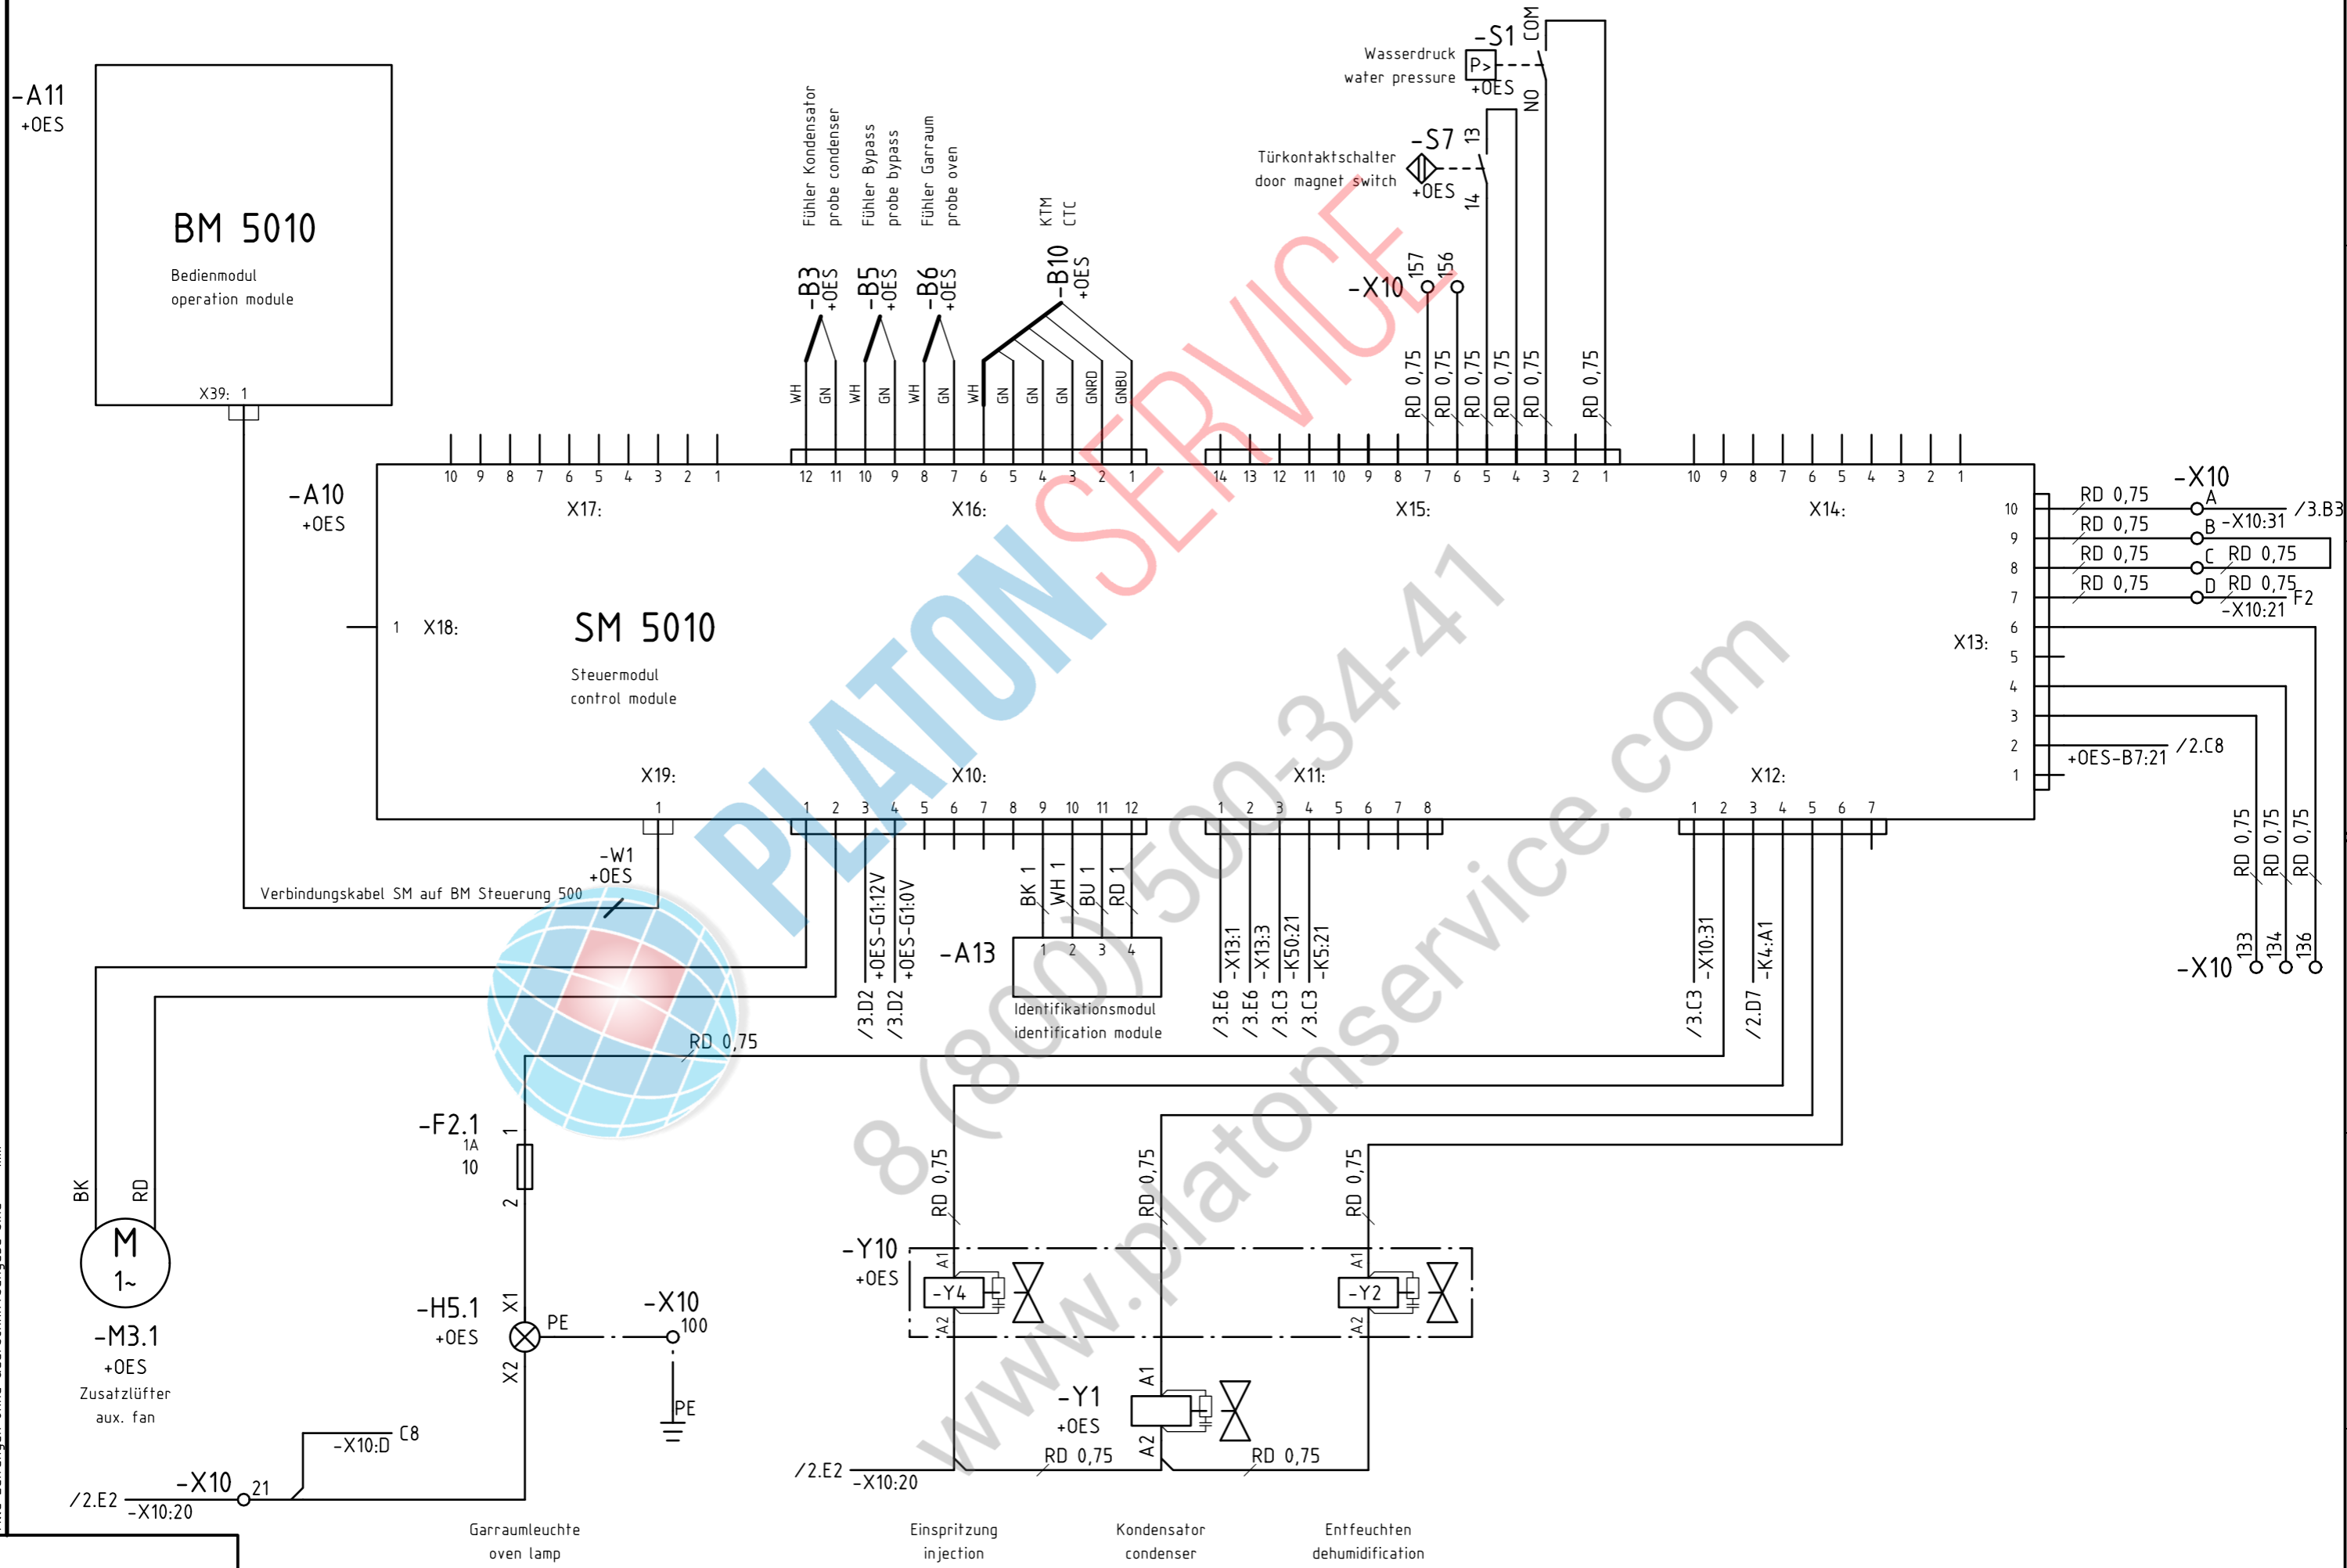 -A11
+OES
BM 5010
Bedienmodul
operation module
X39: 1
Fühler Kondensator
probe condenser
Fühler Bypass
probe bypass
Fühler Garraum
probe oven
KTM
CTC
-B3
+OES
-B5
+OES
-B6
+OES
-B10
+OES
WH
GN
WH
GN
WH
GN
WH
GN
GN
GN
GNRD
GNBU
Wasserdruck
water pressure
-S1
P>
+OES
COM
NO
Türkontaktschalter
door magnet switch
-S7
+OES
13
14
-X10
157
156
RD 0,75
RD 0,75
RD 0,75
RD 0,75
RD 0,75
RD 0,75
-A10
+OES
10 9 8 7 6 5 4 3 2 1
X17:
12 11 10 9 8 7 6 5 4 3 2 1
X16:
14 13 12 11 10 9 8 7 6 5 4 3 2 1
X15:
10 9 8 7 6 5 4 3 2 1
X14:
1 X18:
SM 5010
Steuermodul
control module
X13:
10
9
8
7
6
5
4
3
2
1
-X10
RD 0,75 A /3.B3
-X10:31
RD 0,75 B
RD 0,75 C RD 0,75
RD 0,75 D RD 0,75 F2
-X10:21
/2.C8
+OES-B7:21
RD 0,75
RD 0,75
RD 0,75
-X10
133
134
136
X19:
1
X10:
1 2 3 4 5 6 7 8 9 10 11 12
X11:
1 2 3 4 5 6 7 8
X12:
1 2 3 4 5 6 7
-W1
+OES
Verbindungskabel SM auf BM Steuerung 500
/3.D2 +OES-G1:12V
/3.D2 +OES-G1:0V
BK 1
WH 1
BU 1
RD 1
-A13
1 2 3 4
Identifikationsmodul
identification module
/3.E6 -X13:1
/3.E6 -X13:3
/3.C3 -K50:21
/3.C3 -K5:21
/3.C3 -X10:31
/2.D7 -K4:A1
RD 0,75
-F2.1
1A
10
1
2
BK
RD
M
1~
-M3.1
+OES
Zusatzlüfter
aux. fan
-H5.1
+OES
X1
X2
PE
-X10
100
PE
C8
-X10:D
/2.E2
-X10:20
-X10
21
Garraumleuchte
oven lamp
RD 0,75
RD 0,75
RD 0,75
-Y10
+OES
A1
-Y4
A2
A1
-Y2
A2
-Y1
+OES
A1
A2
RD 0,75
RD 0,75
/2.E2
-X10:20
Einspritzung
injection
Kondensator
condenser
Entfeuchten
dehumidification
PLATONSERVICE
8 (800) 500-34-41
www.platonservice.com